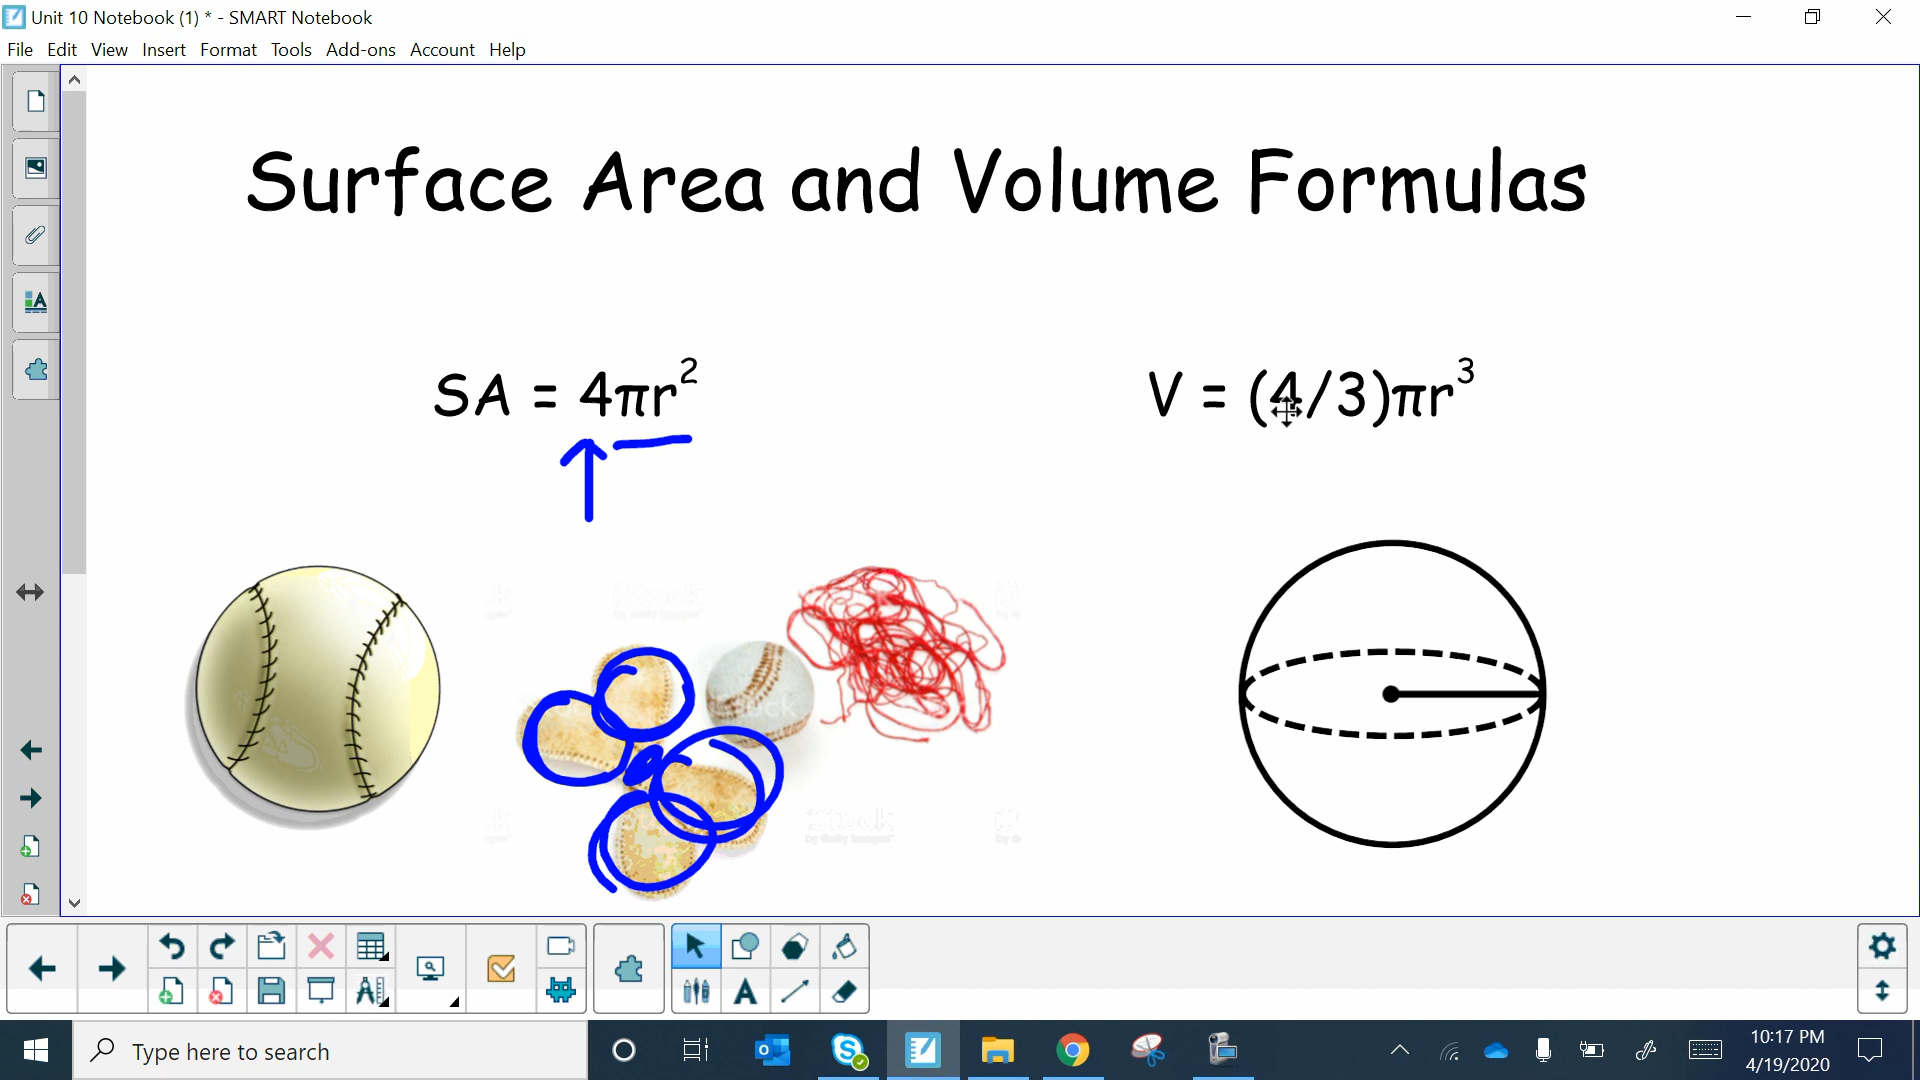 Unit 10 Notebook (1) * - SMART Notebook
File Edit View Insert Format Tools Add-ons Account Help
Surface Area and Volume Formulas
SA = 4πr²
V = (4/3)πr³
Type here to search
10:17 PM
4/19/2020